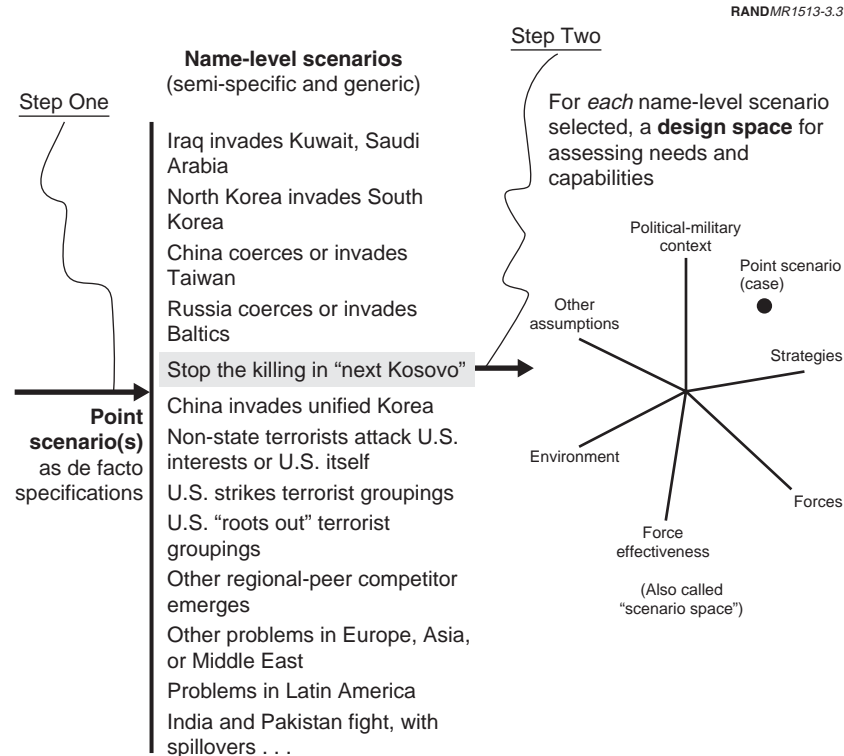 RANDMR1513-3.3
Step One
Name-level scenarios
(semi-specific and generic)
Iraq invades Kuwait, Saudi
Arabia
North Korea invades South
Korea
China coerces or invades
Taiwan
Russia coerces or invades
Baltics
Stop the killing in “next Kosovo”
China invades unified Korea
Non-state terrorists attack U.S.
interests or U.S. itself
U.S. strikes terrorist groupings
U.S. “roots out” terrorist
groupings
Other regional-peer competitor
emerges
Other problems in Europe, Asia,
or Middle East
Problems in Latin America
India and Pakistan fight, with
spillovers . . .
Point
scenario(s)
as de facto
specifications
Step Two
For each name-level scenario
selected, a design space for
assessing needs and
capabilities
Political-military
context
Point scenario
(case)
Other
assumptions
Strategies
Environment
Forces
Force
effectiveness
(Also called
“scenario space”)